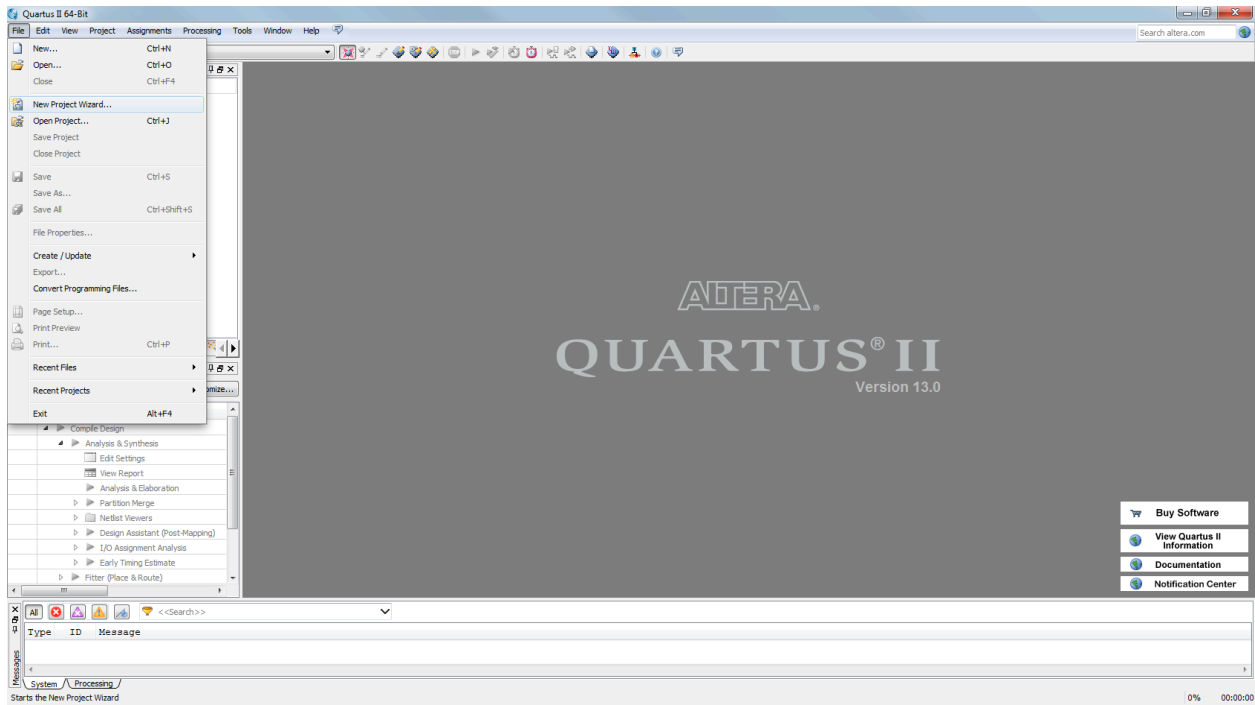 Quartus II 64-Bit
File Edit View Project Assignments Processing Tools Window Help
Search altera.com
New... Ctrl+N
Open... Ctrl+O
Close Ctrl+F4
New Project Wizard...
Open Project... Ctrl+J
Save Project
Close Project
Save Ctrl+S
Save As...
Save All Ctrl+Shift+S
File Properties...
Create / Update
Export...
Convert Programming Files...
Page Setup...
Print Preview
Print... Ctrl+P
Recent Files
Recent Projects
omize...
Exit Alt+F4
Compile Design
Analysis & Synthesis
Edit Settings
View Report
Analysis & Elaboration
Partition Merge
Netlist Viewers
Design Assistant (Post-Mapping)
I/O Assignment Analysis
Early Timing Estimate
Fitter (Place & Route)
ALTERA®
QUARTUS® II
Version 13.0
Buy Software
View Quartus II
Information
Documentation
Notification Center
All <<Search>>
Type ID Message
Messages
System Processing
Starts the New Project Wizard 0% 00:00:00